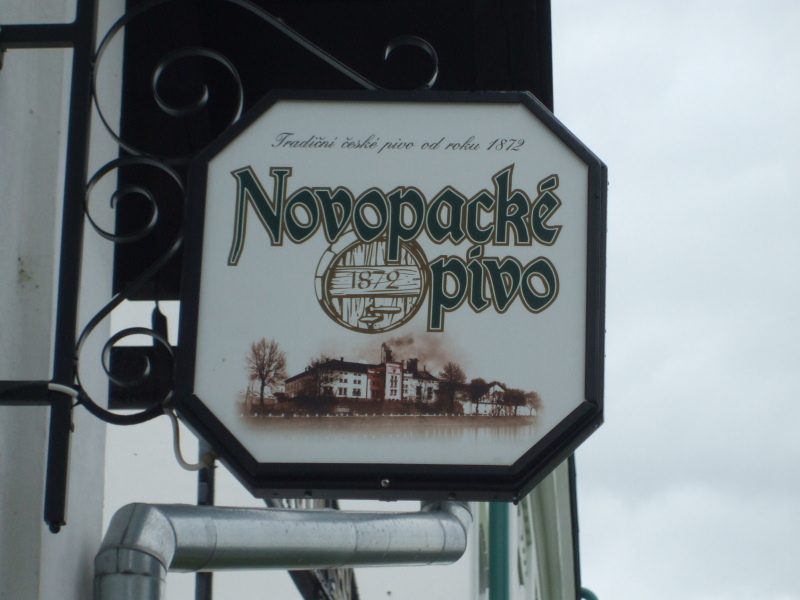 Tradiční české pivo od roku 1872
Novopacké
1872
pivo